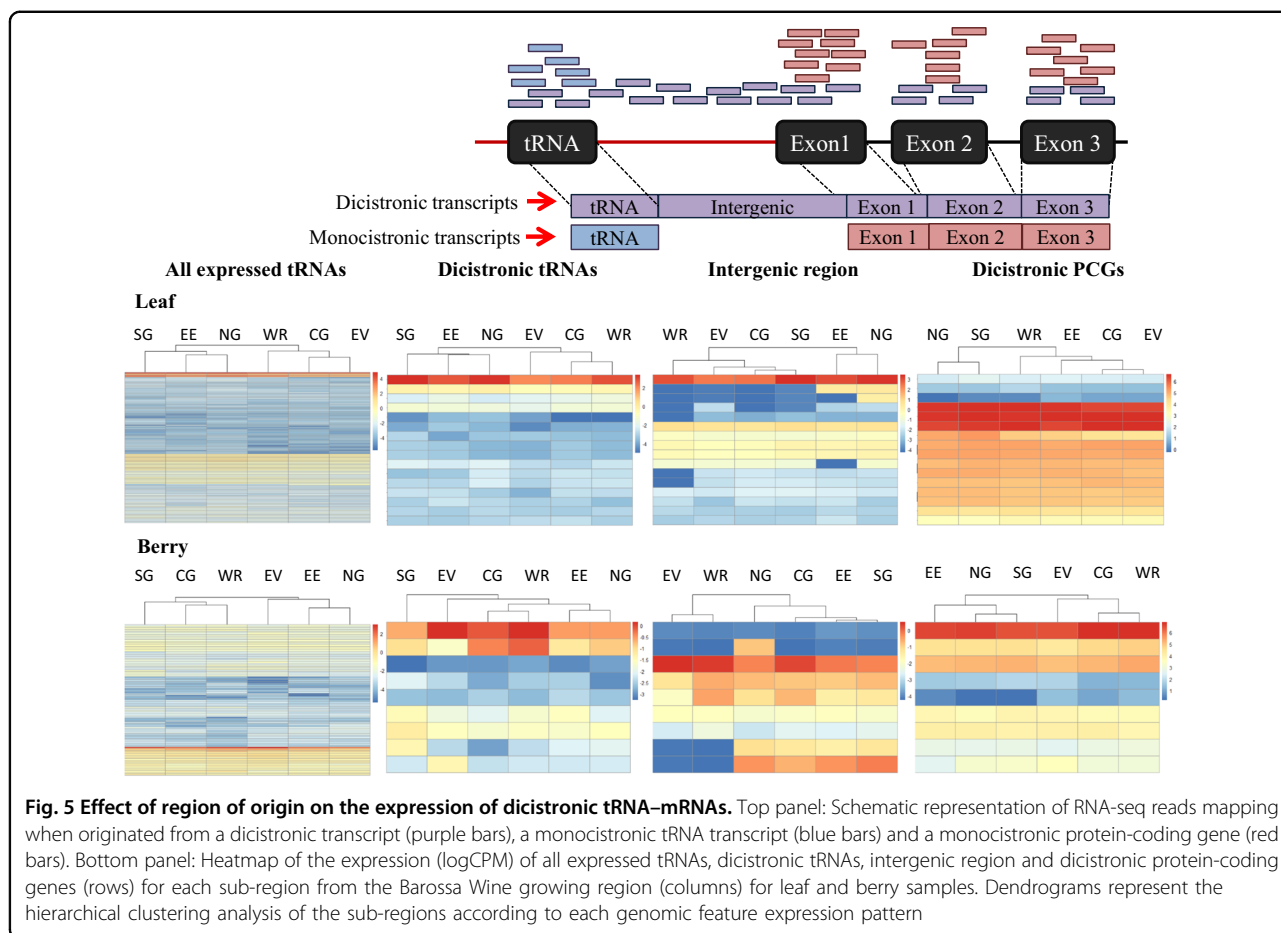 tRNA Exon1 Exon 2 Exon 3
Dicistronic transcripts tRNA Intergenic Exon 1 Exon 2 Exon 3
Monocistronic transcripts tRNA Exon 1 Exon 2 Exon 3
All expressed tRNAs Dicistronic tRNAs Intergenic region Dicistronic PCGs
Leaf
SG EE NG WR CG EV
SG EE NG EV CG WR
WR EV CG SG EE NG
NG SG WR EE CG EV
Berry
SG CG WR EV EE NG
SG EV CG WR EE NG
EV WR NG CG EE SG
EE NG SG EV CG WR
Fig. 5 Effect of region of origin on the expression of dicistronic tRNA–mRNAs. Top panel: Schematic representation of RNA-seq reads mapping
when originated from a dicistronic transcript (purple bars), a monocistronic tRNA transcript (blue bars) and a monocistronic protein-coding gene (red
bars). Bottom panel: Heatmap of the expression (logCPM) of all expressed tRNAs, dicistronic tRNAs, intergenic region and dicistronic protein-coding
genes (rows) for each sub-region from the Barossa Wine growing region (columns) for leaf and berry samples. Dendrograms represent the
hierarchical clustering analysis of the sub-regions according to each genomic feature expression pattern